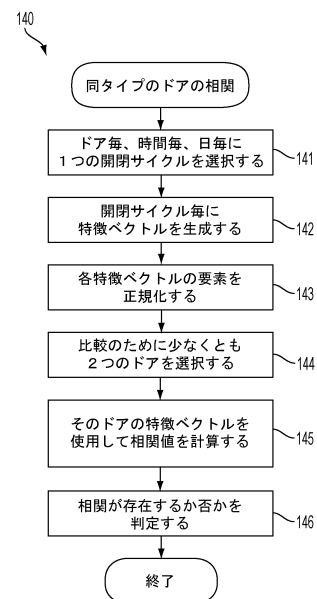 140
同タイプのドアの相関
ドア毎、時間毎、日毎に
１つの開閉サイクルを選択する
141
開閉サイクル毎に
特徴ベクトルを生成する
142
各特徴ベクトルの要素を
正規化する
143
比較のために少なくとも
２つのドアを選択する
144
そのドアの特徴ベクトルを
使用して相関値を計算する
145
相関が存在するか否かを
判定する
146
終了